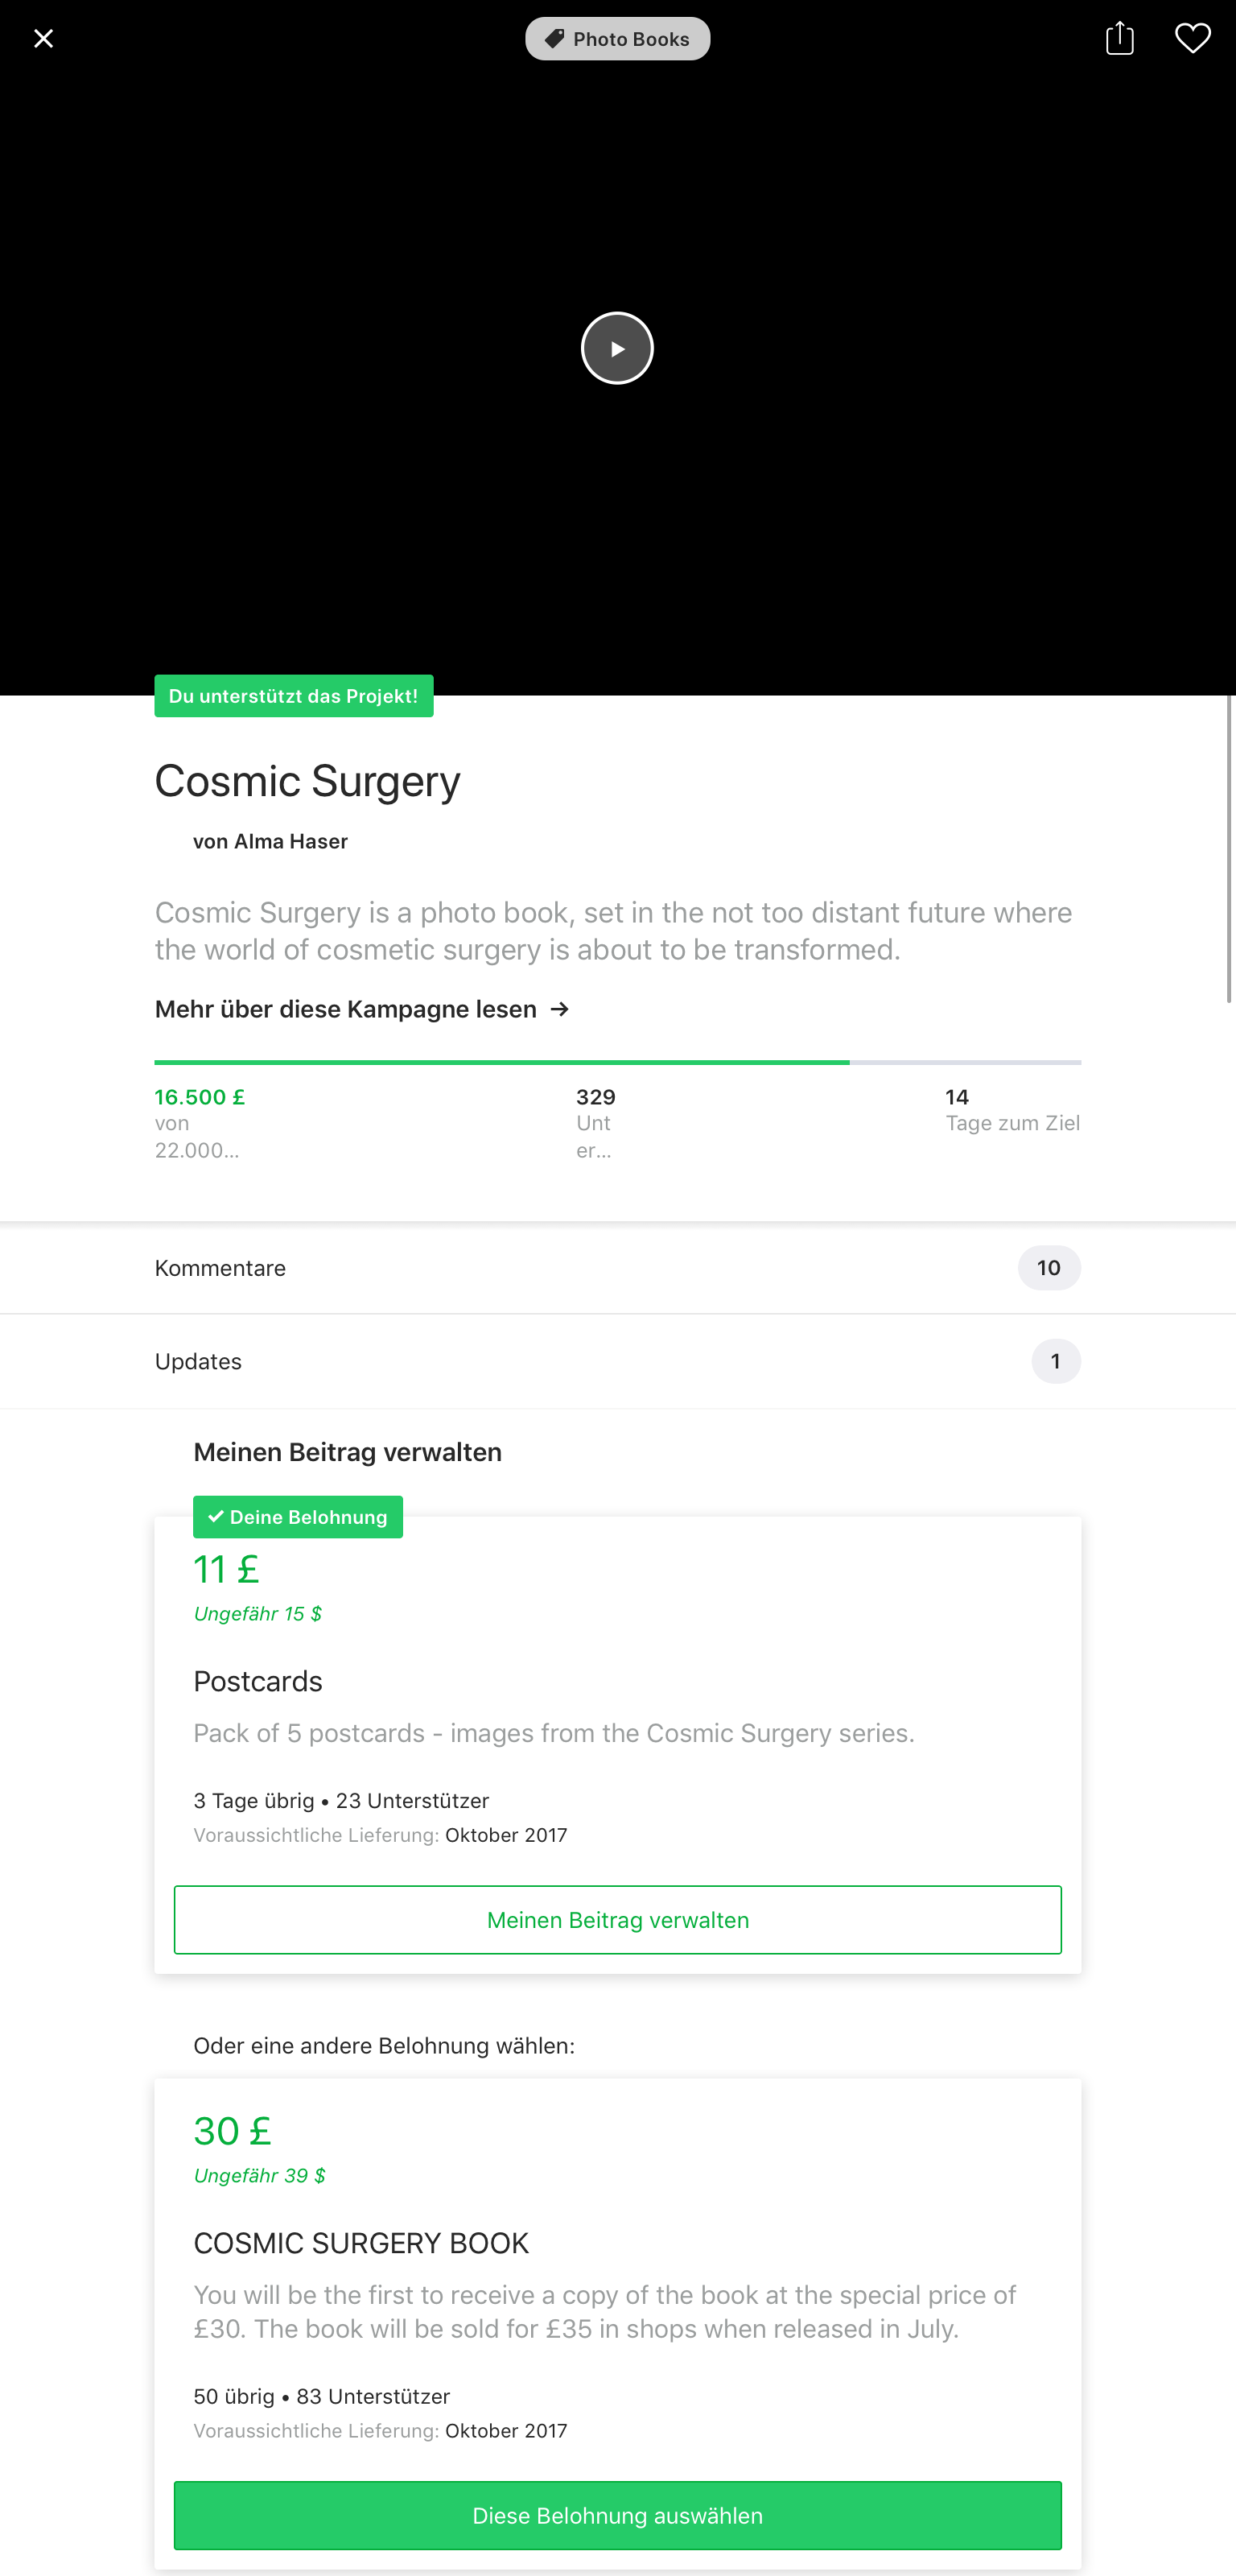 Photo Books
Du unterstützt das Projekt!
Cosmic Surgery
von Alma Haser
Cosmic Surgery is a photo book, set in the not too distant future where
the world of cosmetic surgery is about to be transformed.
Mehr über diese Kampagne lesen →
16.500 £
von
22.000...
329
Unt
er...
14
Tage zum Ziel
Kommentare
10
Updates
1
Meinen Beitrag verwalten
Deine Belohnung
11 £
Ungefähr 15 $
Postcards
Pack of 5 postcards - images from the Cosmic Surgery series.
3 Tage übrig • 23 Unterstützer
Voraussichtliche Lieferung: Oktober 2017
Meinen Beitrag verwalten
Oder eine andere Belohnung wählen:
30 £
Ungefähr 39 $
COSMIC SURGERY BOOK
You will be the first to receive a copy of the book at the special price of
£30. The book will be sold for £35 in shops when released in July.
50 übrig • 83 Unterstützer
Voraussichtliche Lieferung: Oktober 2017
Diese Belohnung auswählen